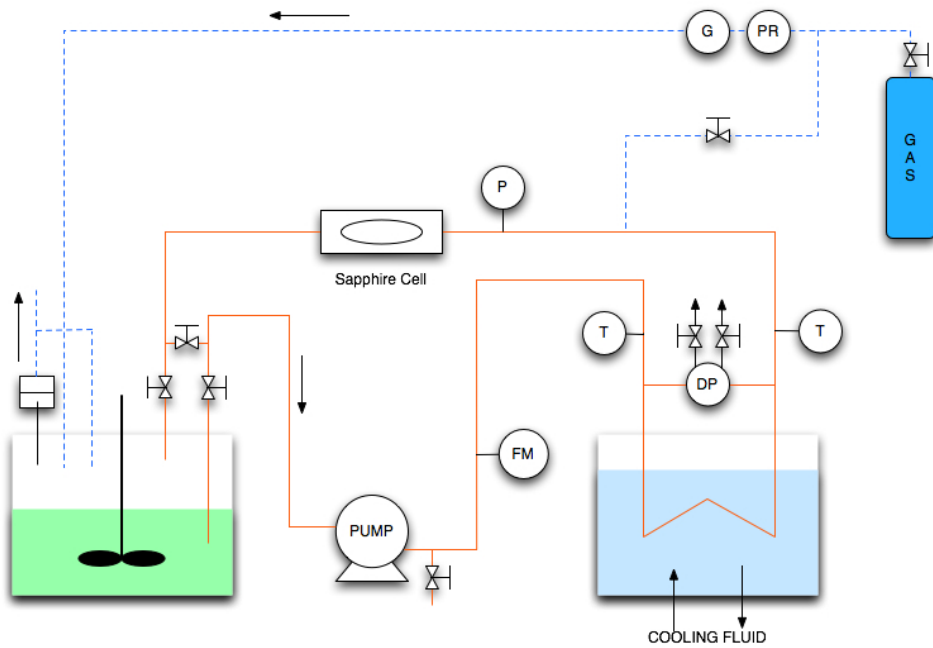 G
PR
G
A
S
P
Sapphire Cell
T
T
DP
FM
PUMP
COOLING FLUID